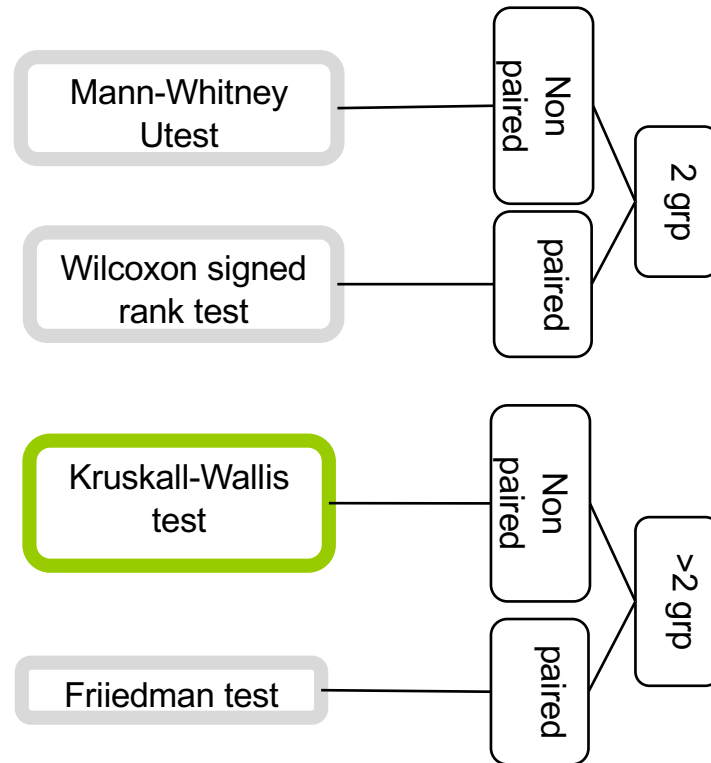 Mann-Whitney
Utest
Non
paired
2 grp
Wilcoxon signed
rank test
paired
Kruskall-Wallis
test
Non
paired
>2 grp
Friiedman test
paired